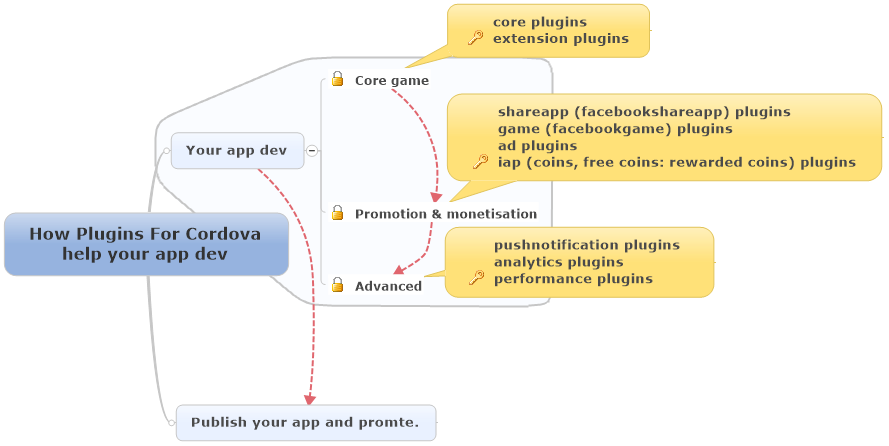 core plugins
extension plugins
Core game
shareapp (facebookshareapp) plugins
game (facebookgame) plugins
ad plugins
iap (coins, free coins: rewarded coins) plugins
Your app dev
Promotion & monetisation
How Plugins For Cordova
help your app dev
pushnotification plugins
analytics plugins
performance plugins
Advanced
Publish your app and promte.